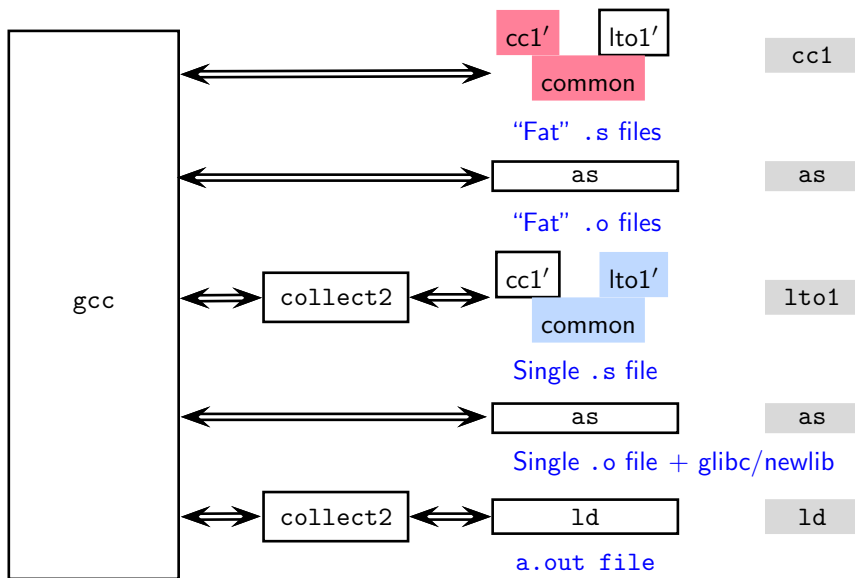 cc1′ lto1′ cc1
common
“Fat” .s files
as as
“Fat” .o files
cc1′ lto1′
gcc collect2 lto1
common
Single .s file
as as
Single .o file + glibc/newlib
collect2 ld ld
a.out file